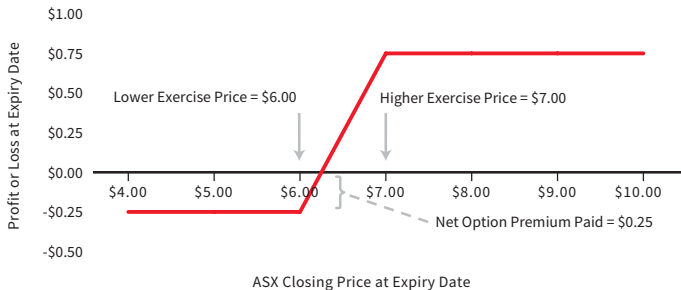 $1.00
$0.75
$0.50
$0.25
$0.00
-$0.25
-$0.50
Profit or Loss at Expiry Date
Lower Exercise Price = $6.00
Higher Exercise Price = $7.00
$4.00 $5.00 $6.00 $7.00 $8.00 $9.00 $10.00
Net Option Premium Paid = $0.25
ASX Closing Price at Expiry Date